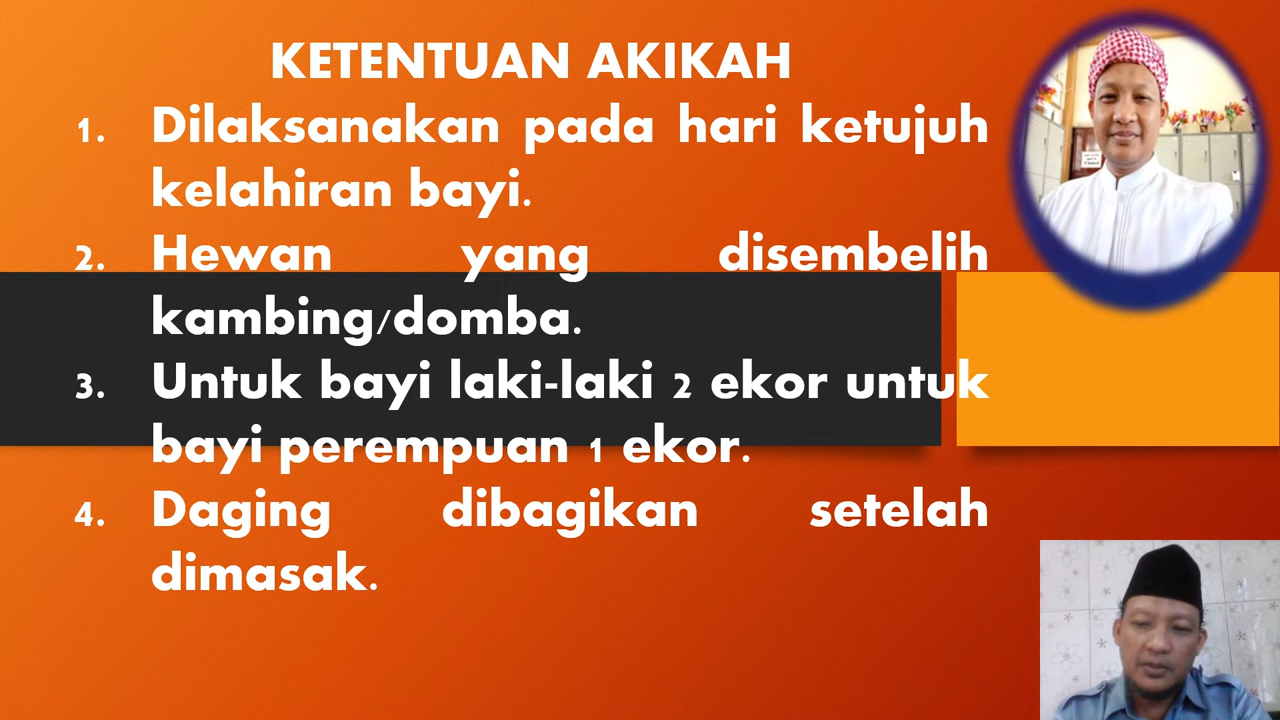 KETENTUAN AKIKAH
1. Dilaksanakan pada hari ketujuh
kelahiran bayi.
2. Hewan yang disembelih
kambing/domba.
3. Untuk bayi laki-laki 2 ekor untuk
bayi perempuan 1 ekor.
4. Daging dibagikan setelah
dimasak.